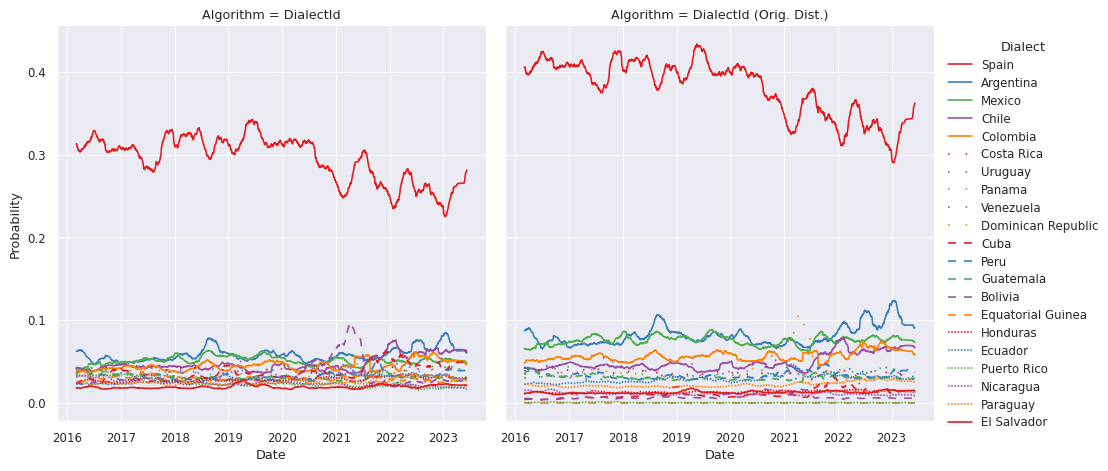 Algorithm = DialectId
Algorithm = DialectId (Orig. Dist.)
Probability
0.4
0.3
0.2
0.1
0.0
2016 2017 2018 2019 2020 2021 2022 2023
Date
2016 2017 2018 2019 2020 2021 2022 2023
Date
Dialect
Spain
Argentina
Mexico
Chile
Colombia
Costa Rica
Uruguay
Panama
Venezuela
Dominican Republic
Cuba
Peru
Guatemala
Bolivia
Equatorial Guinea
Honduras
Ecuador
Puerto Rico
Nicaragua
Paraguay
El Salvador